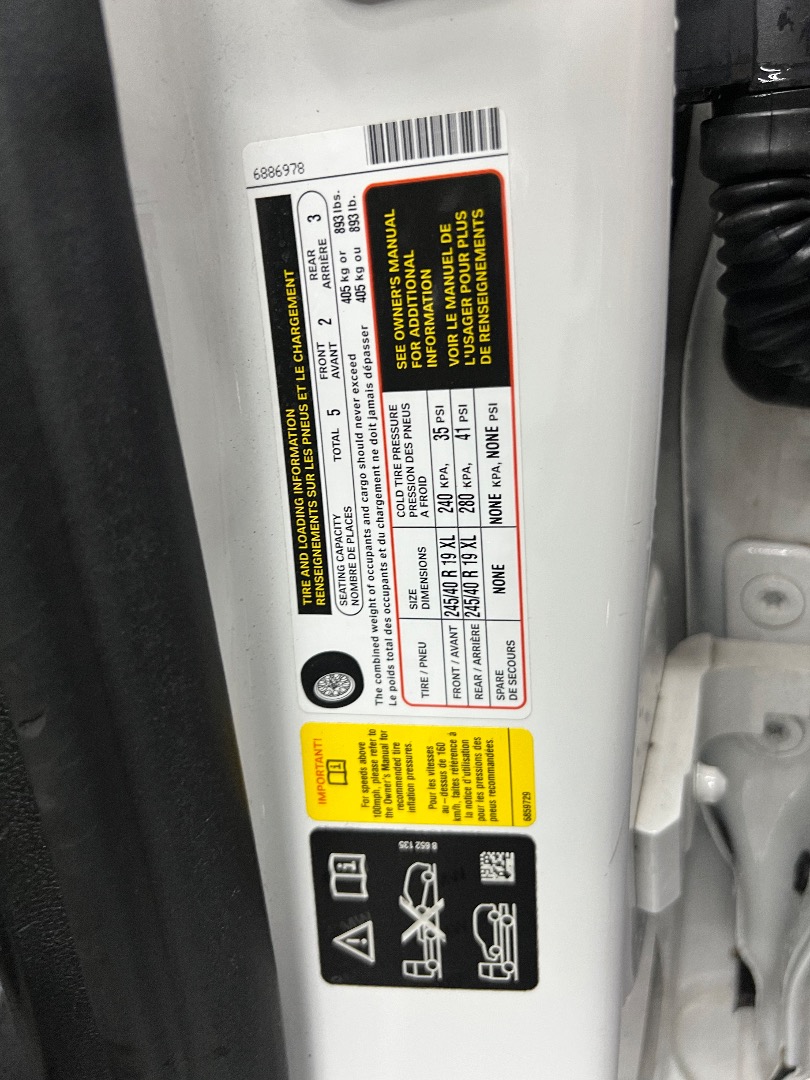 6886978
TIRE AND LOADING INFORMATION
RENSEIGNEMENTS SUR LES PNEUS ET LE CHARGEMENT
SEATING CAPACITY TOTAL 5 FRONT 2 REAR 3
NOMBRE DE PLACES AVANT ARRIÈRE
The combined weight of occupants and cargo should never exceed 405 kg or 893 lbs.
Le poids total des occupants et du chargement ne doit jamais dépasser 405 kg ou 893 lb.
TIRE / PNEU
SIZE
DIMENSIONS
COLD TIRE PRESSURE
PRESSION DES PNEUS
A FROID
FRONT / AVANT 245/40 R 19 XL 240 KPA, 35 PSI
REAR / ARRIÈRE 245/40 R 19 XL 280 KPA, 41 PSI
SPARE
DE SECOURS
NONE NONE KPA, NONE PSI
SEE OWNER'S MANUAL
FOR ADDITIONAL
INFORMATION
VOIR LE MANUEL DE
L'USAGER POUR PLUS
DE RENSEIGNEMENTS
IMPORTANT!
For speeds above
100mph, please refer to
the Owner's Manual for
recommended tire
inflation pressures.
Pour les vitesses
au-dessus de 160
km/h, faites référence à
la notice d'utilisation
pour les pressions des
pneus recommandées.
6859729
8 652 135